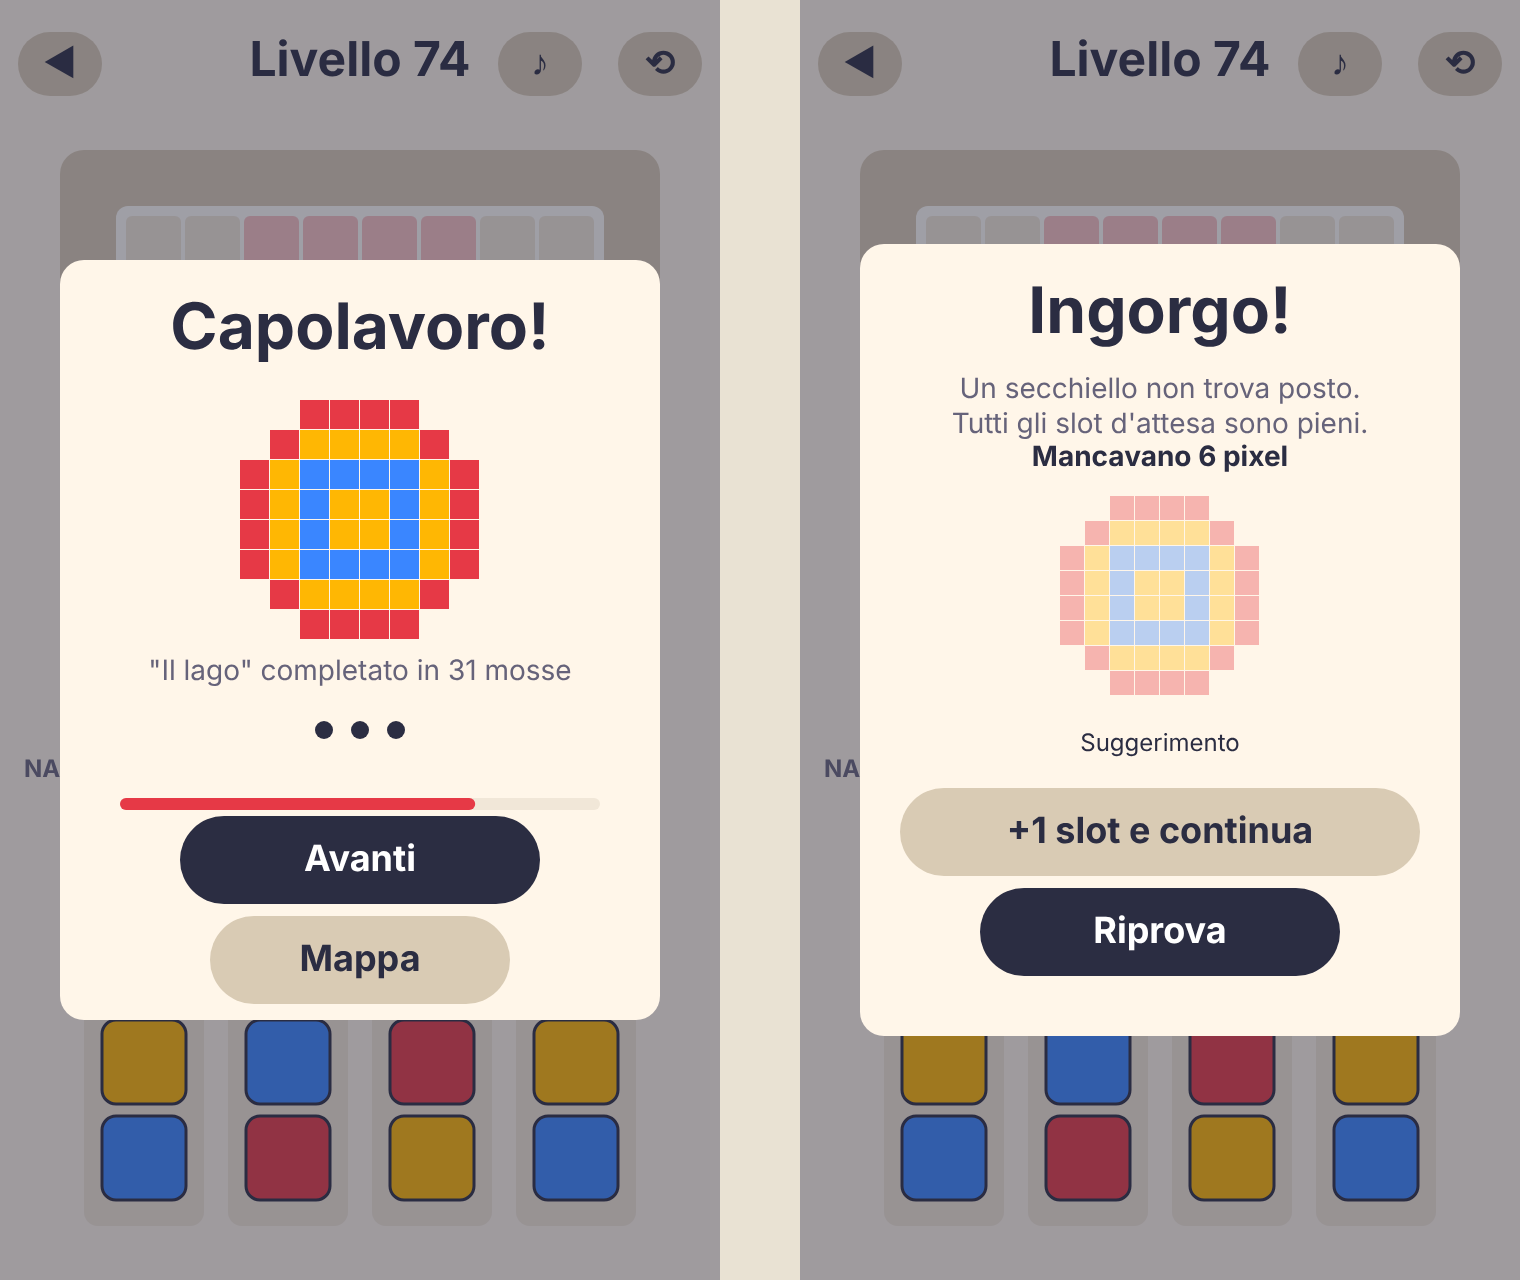 Livello 74
♪
⟲
Capolavoro!
"Il lago" completato in 31 mosse
NA
Avanti
Mappa
Livello 74
♪
⟲
Ingorgo!
Un secchiello non trova posto.
Tutti gli slot d'attesa sono pieni.
Mancavano 6 pixel
Suggerimento
NA
+1 slot e continua
Riprova